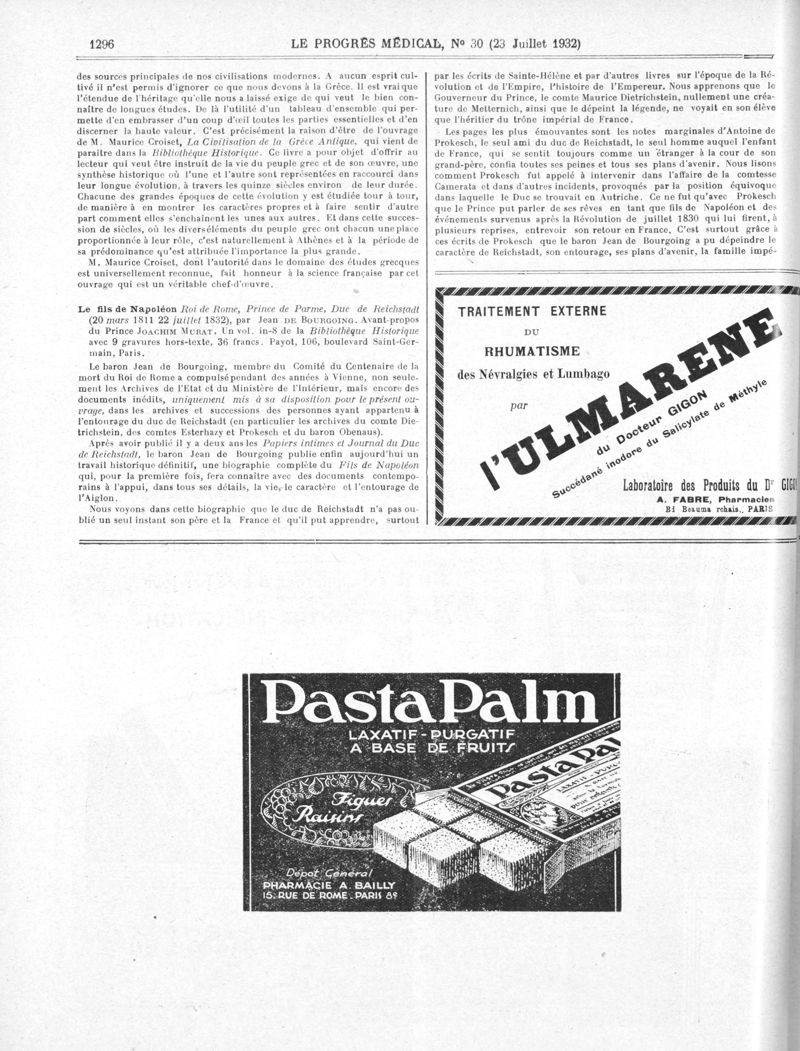 1296
LE PROGRÈS MÉDICAL, Nº 30 (23 Juillet 1932)
des sources principales de nos civilisations modernes. A aucun esprit cul-
tivé il n'est permis d'ignorer ce que nous devons à la Grèce. Il est vrai que
l'étendue de l'héritage qu'elle nous a laissé exige de qui veut le bien con-
naître de longues études. De là l'utilité d'un tableau d'ensemble qui per-
mette d'en embrasser d'un coup d'œil toutes les parties essentielles et d'en
discerner la haute valeur. C'est précisément la raison d'être de l'ouvrage
de M. Maurice Croiset, La Civilisation de la Grèce Antique, qui vient de
paraître dans la Bibliothèque Historique. Ce livre a pour objet d'offrir au
lecteur qui veut être instruit de la vie du peuple grec et de son œuvre, une
synthèse historique où l'une et l'autre sont représentées en raccourci dans
leur longue évolution, à travers les quinze siècles environ de leur durée.
Chacune des grandes époques de cette évolution y est étudiée tour à tour,
de manière à en montrer les caractères propres et à faire sentir d'autre
part comment elles s'enchaînent les unes aux autres. Et dans cette succes-
sion de siècles, où les divers éléments du peuple grec ont chacun une place
proportionnée à leur rôle, c'est naturellement à Athènes et à la période de
sa prédominance qu'est attribuée l'importance la plus grande.
M. Maurice Croiset, dont l'autorité dans le domaine des études grecques
est universellement reconnue, fait honneur à la science française par cet
ouvrage qui est un véritable chef-d'œuvre.
Le fils de Napoléon Roi de Rome, Prince de Parme, Duc de Reichstadt
(20 mars 1811 22 juillet 1832), par Jean DE BOURGOING. Avant-propos
du Prince JOACHIM MURAT. Un vol. in-8 de la Bibliothèque Historique
avec 9 gravures hors-texte, 36 francs. Payot, 106, boulevard Saint-Ger-
main, Paris.
Le baron Jean de Bourgoing, membre du Comité du Centenaire de la
mort du Roi de Rome a compulsé pendant des années à Vienne, non seule-
ment les Archives de l'Etat et du Ministère de l'Intérieur, mais encore des
documents inédits, uniquement mis à sa disposition pour le présent ou-
vrage, dans les archives et successions des personnes ayant appartenu à
l'entourage du duc de Reichstadt (en particulier les archives du comte Die-
trichstein, des comtes Esterhazy et Prokesch et du baron Obenaus).
Après avoir publié il y a deux ans les Papiers intimes et Journal du Duc
de Reichstadt, le baron Jean de Bourgoing publie enfin aujourd'hui un
travail historique définitif, une biographie complète du Fils de Napoléon
qui, pour la première fois, fera connaître avec des documents contempo-
rains à l'appui, dans tous ses détails, la vie, le caractère et l'entourage de
l'Aiglon.
Nous voyons dans cette biographie que le duc de Reichstadt n'a pas ou-
blié un seul instant son père et la France et qu'il put apprendre, surtout
par les écrits de Sainte-Hélène et par d'autres livres sur l'époque de la Ré-
volution et de l'Empire, l'histoire de l'Empereur. Nous apprenons que le
Gouverneur du Prince, le comte Maurice Dietrichstein, nullement une créa-
ture de Metternich, ainsi que le dépeint la légende, ne voyait en son élève
que l'héritier du trône impérial de France.
Les pages les plus émouvantes sont les notes marginales d'Antoine de
Prokesch, le seul ami du duc de Reichstadt, le seul homme auquel l'enfant
de France, qui se sentit toujours comme un étranger à la cour de son
grand-père, confia toutes ses peines et tous ses plans d'avenir. Nous lisons
comment Prokesch fut appelé à intervenir dans l'affaire de la comtesse
Camerata et dans d'autres incidents, provoqués par la position équivoque
dans laquelle le Duc se trouvait en Autriche. Ce ne fut qu'avec Prokesch
que le Prince put parler de ses rêves en tant que fils de Napoléon et des
événements survenus après la Révolution de juillet 1830 qui lui firent, à
plusieurs reprises, entrevoir son retour en France. C'est surtout grâce à
ces écrits de Prokesch que le baron Jean de Bourgoing a pu dépeindre le
caractère de Reichstadt, son entourage, ses plans d'avenir, la famille impé-
TRAITEMENT EXTERNE
DU
RHUMATISME
des Névralgies et Lumbago
par
l'ULMARENE
du Docteur GIGON
Succédané inodore du Salicylate de Méthyle
Laboratoire des Produits du Dr GIGON
A. FABRE, Pharmacien
Bd Beaumarchais, PARIS
PastaPalm
LAXATIF-PURGATIF
A BASE DE FRUITS
Figues
Raisins
PastaPal
LAXATIF - PURG
Dépot Général
PHARMACIE A. BAILLY
15, RUE DE ROME. PARIS 8e